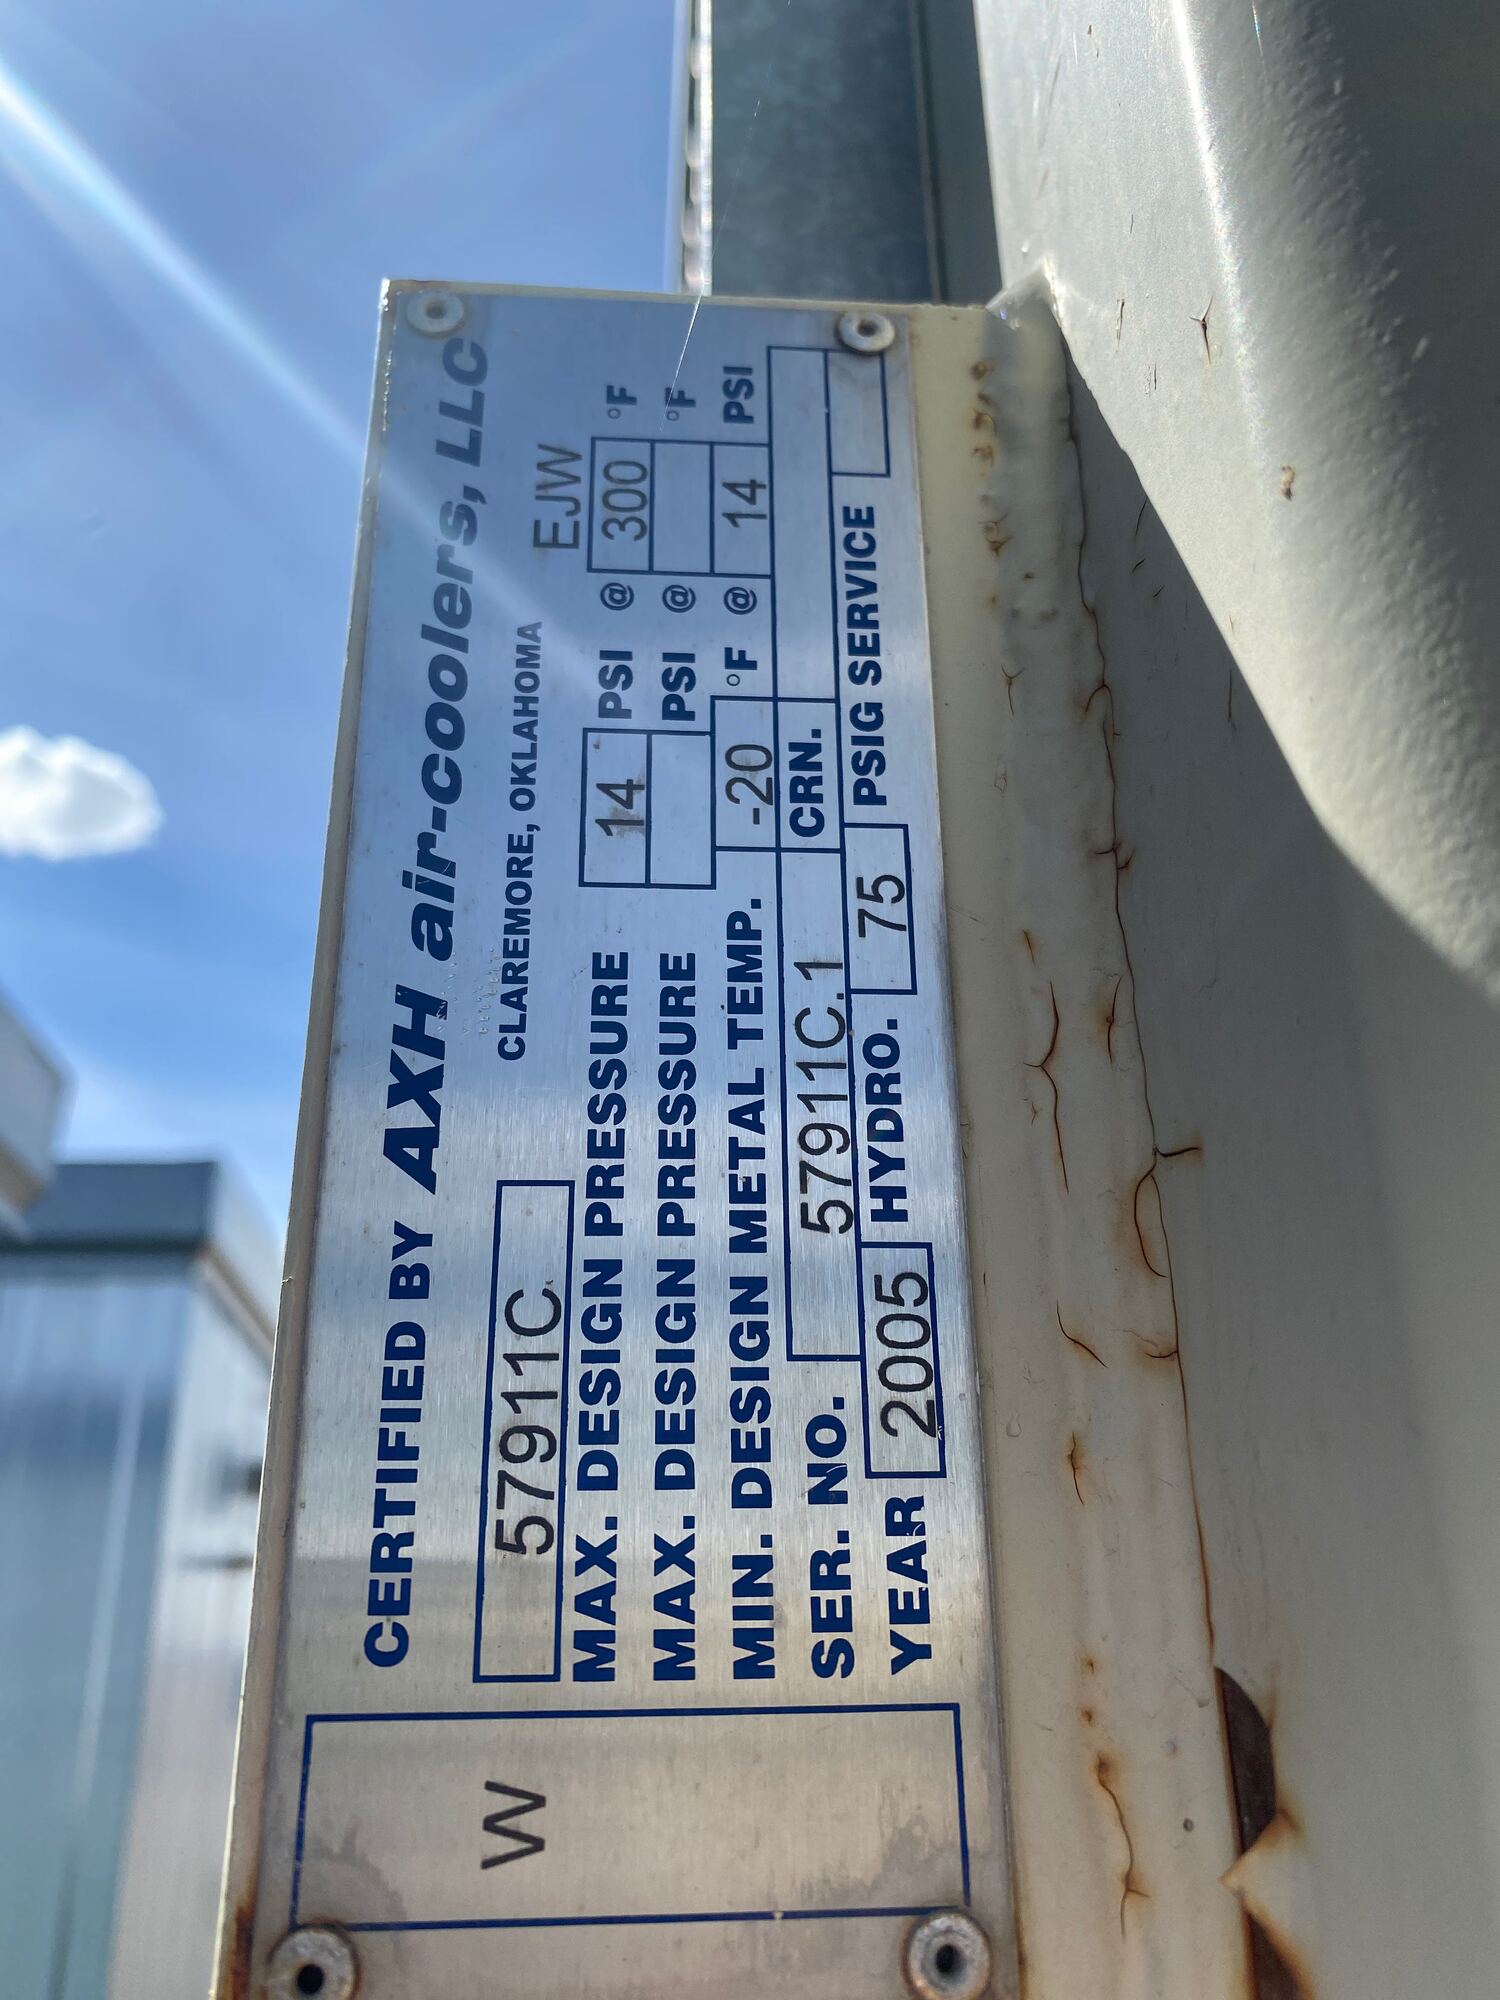 CERTIFIED BY AXH air-coolers, LLC
CLAREMORE, OKLAHOMA
57911C EJW
MAX. DESIGN PRESSURE 14 PSI @ 300 °F
MAX. DESIGN PRESSURE PSI @ °F
MIN. DESIGN METAL TEMP. -20 °F @ 14 PSI
SER. NO. 57911C.1 CRN.
YEAR 2005 HYDRO. 75 PSIG SERVICE
W